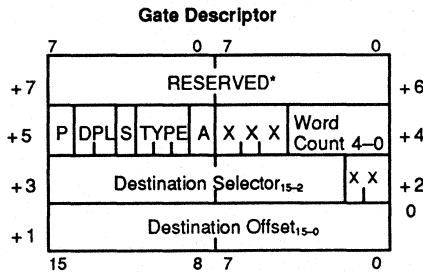 Gate Descriptor
7 0 7 0
+7 RESERVED* +6
+5 P DPL S TYPE A X X X Word Count 4–0 +4
+3 Destination Selector15–2 X X +2
0
+1 Destination Offset15–0
15 8 7 0